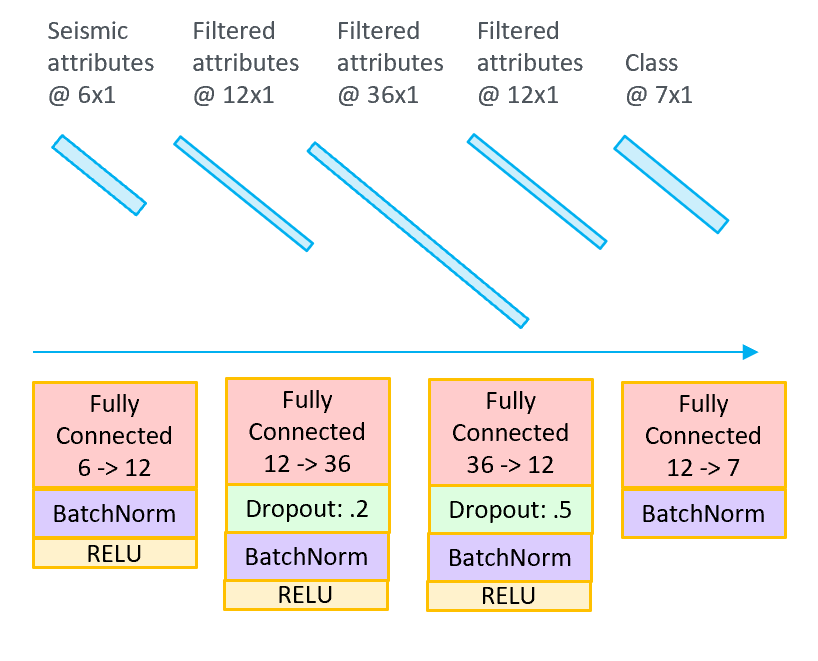 Seismic
attributes
@ 6x1
Filtered
attributes
@ 12x1
Filtered
attributes
@ 36x1
Filtered
attributes
@ 12x1
Class
@ 7x1
Fully
Connected
6 -> 12
BatchNorm
RELU
Fully
Connected
12 -> 36
Dropout: .2
BatchNorm
RELU
Fully
Connected
36 -> 12
Dropout: .5
BatchNorm
RELU
Fully
Connected
12 -> 7
BatchNorm